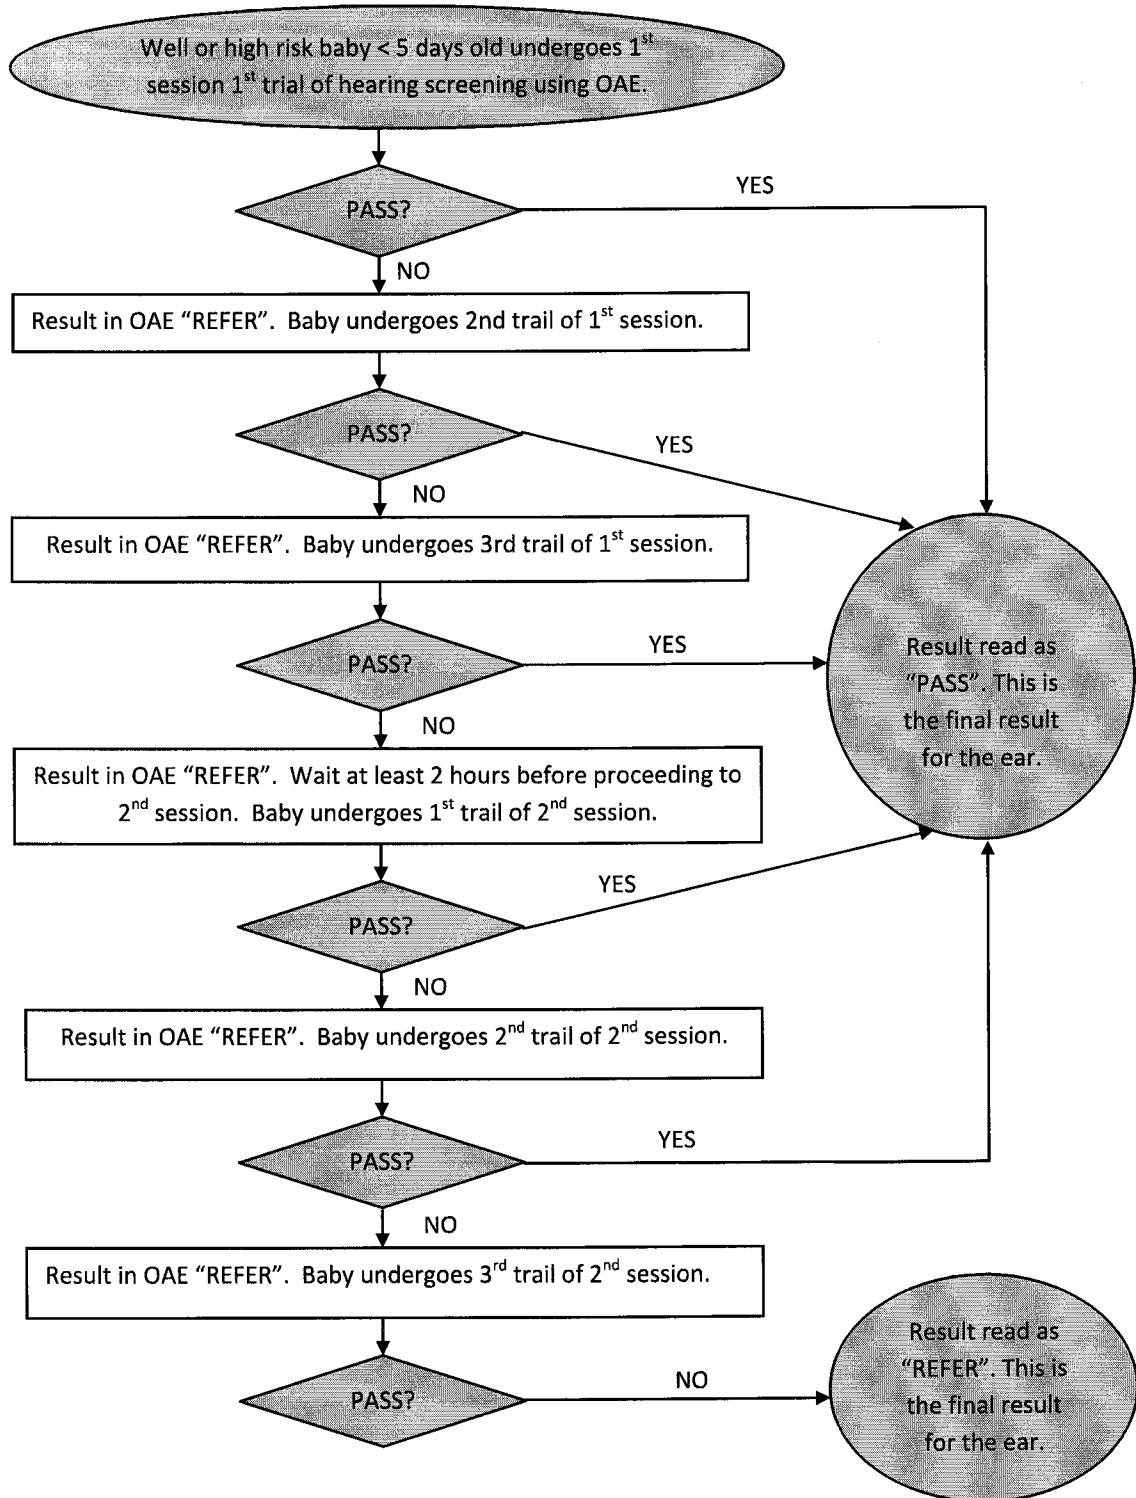 Well or high risk baby < 5 days old undergoes 1st
session 1st trial of hearing screening using OAE.
PASS?
YES
NO
Result in OAE “REFER”. Baby undergoes 2nd trail of 1st session.
PASS?
YES
NO
Result in OAE “REFER”. Baby undergoes 3rd trail of 1st session.
PASS?
YES
NO
Result read as
“PASS”. This is
the final result
for the ear.
Result in OAE “REFER”. Wait at least 2 hours before proceeding to
2nd session. Baby undergoes 1st trail of 2nd session.
PASS?
YES
NO
Result in OAE “REFER”. Baby undergoes 2nd trail of 2nd session.
PASS?
YES
NO
Result in OAE “REFER”. Baby undergoes 3rd trail of 2nd session.
PASS?
NO
Result read as
“REFER”. This is
the final result
for the ear.